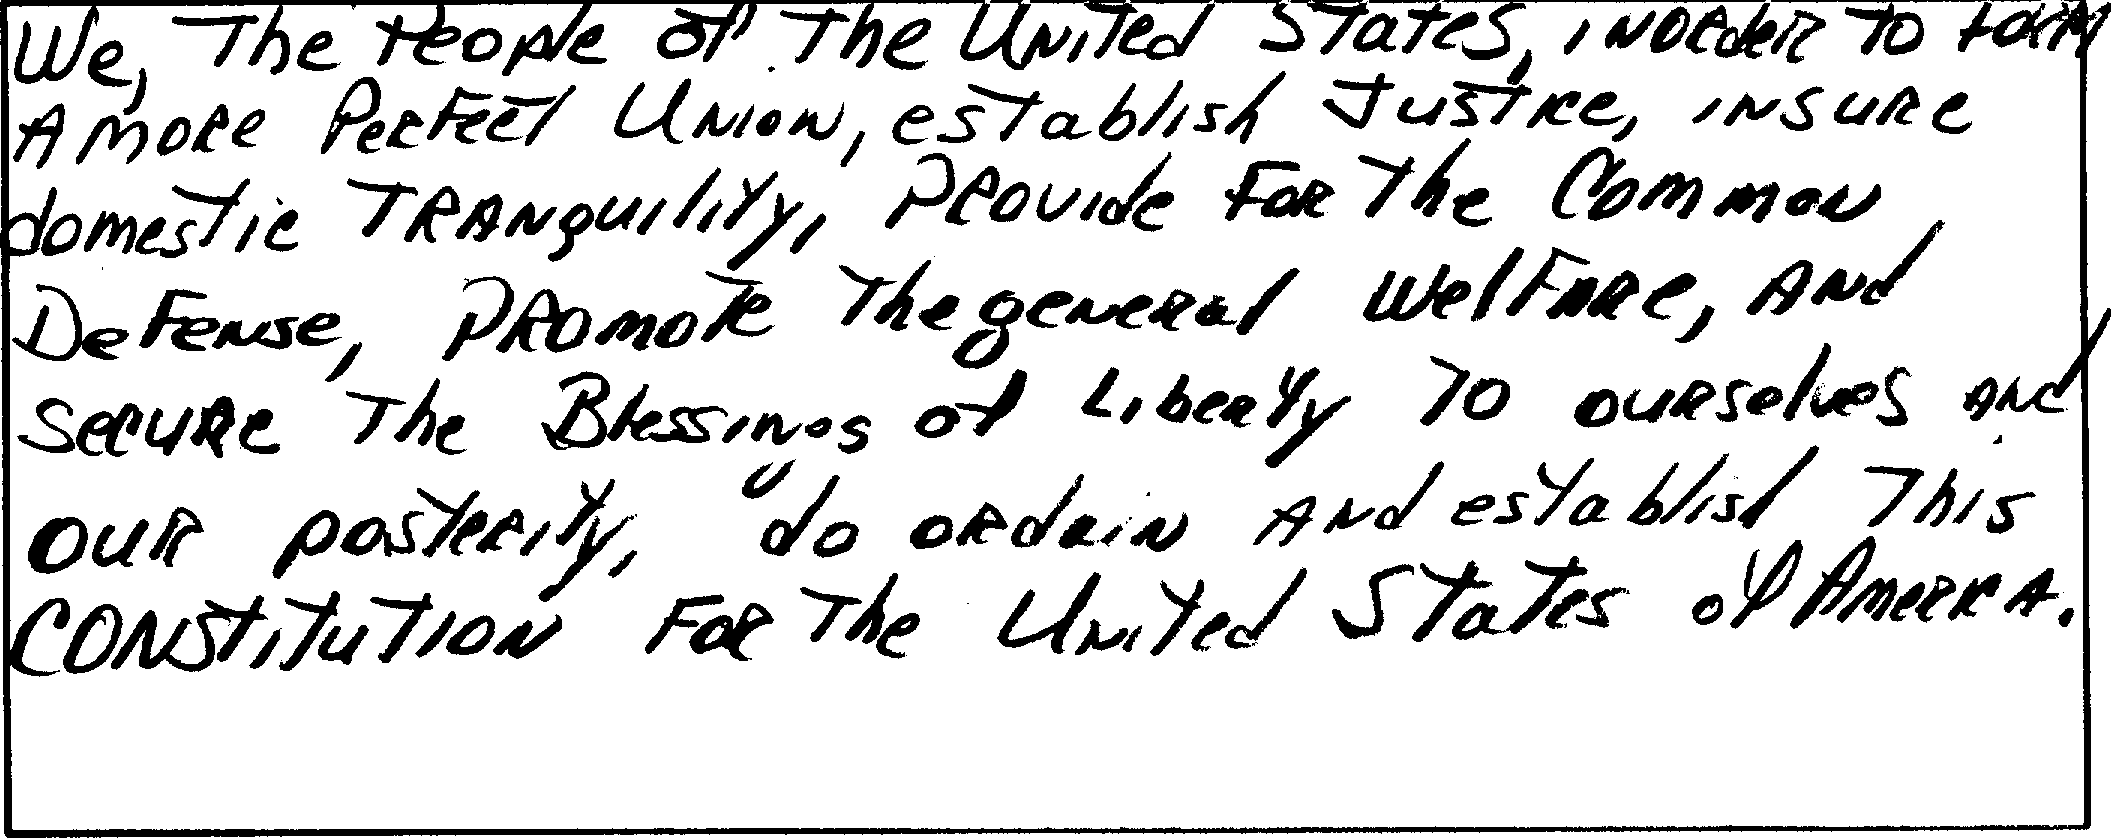 We, The People of The United States, in order to form
A more Perfect Union, establish Justice, insure
domestic Tranquility, Provide For The Common
Defense, Promote The general Welfare, And
Secure The Blessings of Liberty To ourselves and
our posterity, do ordain And establish This
Constitution For The United States of America.